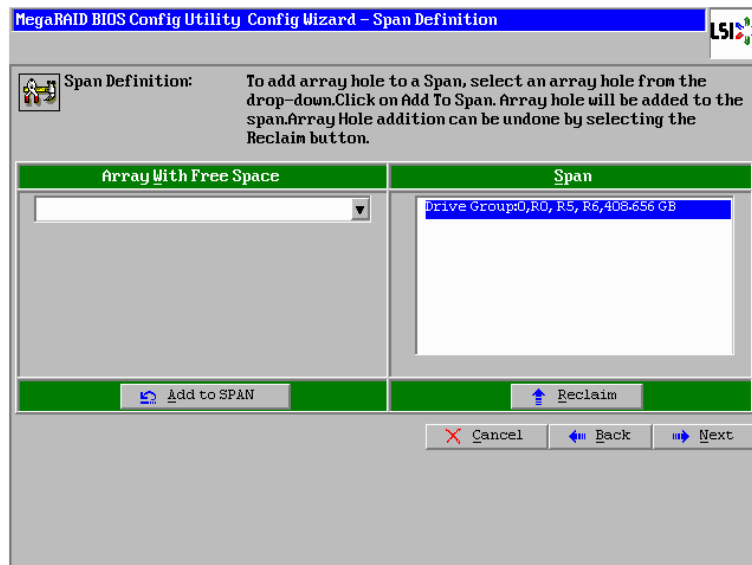 MegaRAID BIOS Config Utility Config Wizard – Span Definition
LSI
Span Definition:
To add array hole to a Span, select an array hole from the
drop-down.Click on Add To Span. Array hole will be added to the
span.Array Hole addition can be undone by selecting the
Reclaim button.
Array With Free Space
Span
Drive Group:0,R0, R5, R6,408.656 GB
Add to SPAN
Reclaim
Cancel
Back
Next